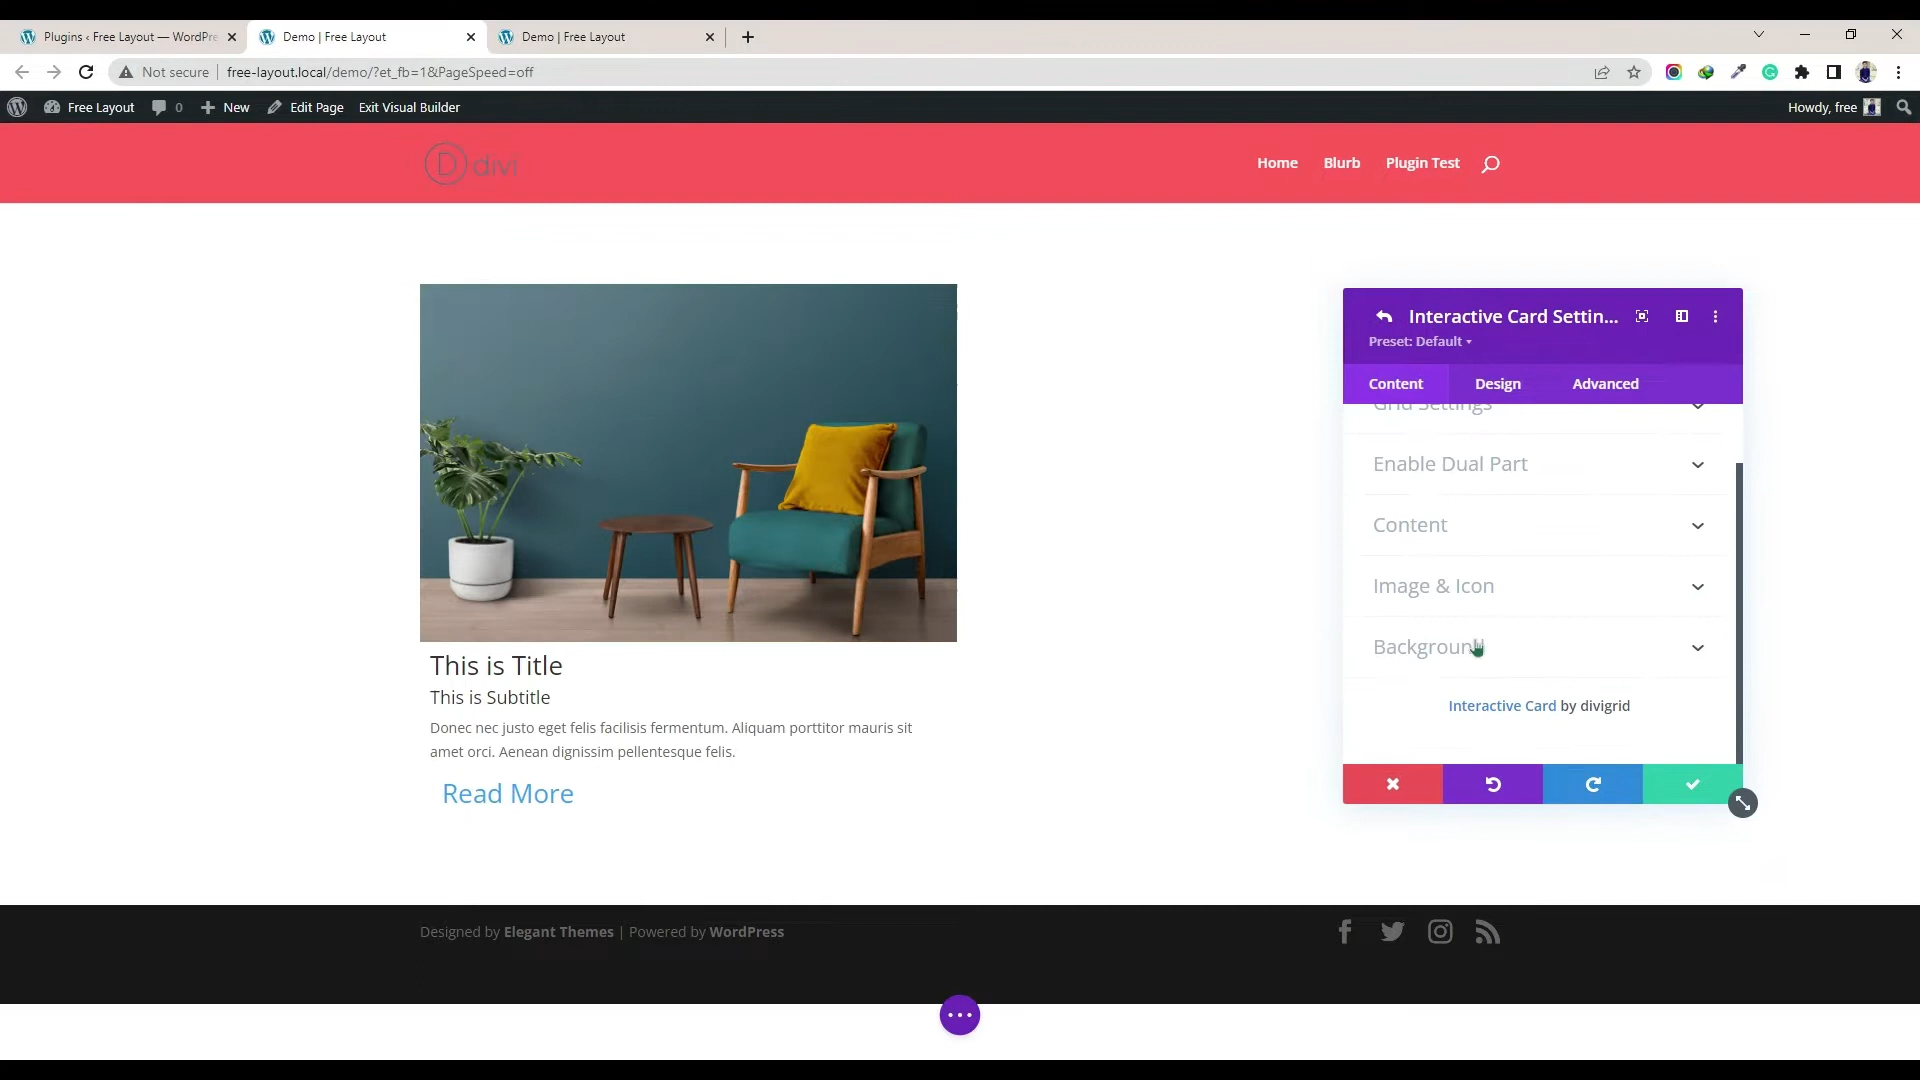 Plugins ‹ Free Layout — WordPre
Demo | Free Layout
Demo | Free Layout
Not secure
free-layout.local/demo/?et_fb=1&PageSpeed=off
Free Layout
0
New
Edit Page
Exit Visual Builder
Howdy, free
D divi
Home
Blurb
Plugin Test
Interactive Card Settin...
Preset: Default
Content
Design
Advanced
Grid Settings
Enable Dual Part
Content
Image & Icon
Background
Interactive Card by divigrid
This is Title
This is Subtitle
Donec nec justo eget felis facilisis fermentum. Aliquam porttitor mauris sit
amet orci. Aenean dignissim pellentesque felis.
Read More
Designed by Elegant Themes | Powered by WordPress